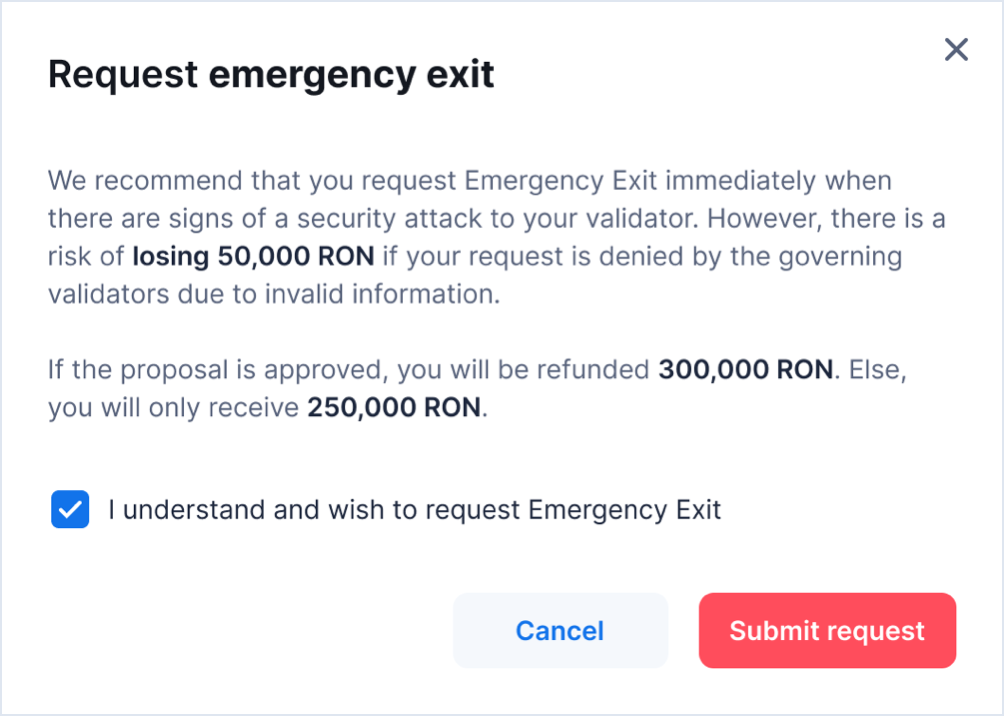 Request emergency exit
We recommend that you request Emergency Exit immediately when
there are signs of a security attack to your validator. However, there is a
risk of losing 50,000 RON if your request is denied by the governing
validators due to invalid information.
If the proposal is approved, you will be refunded 300,000 RON. Else,
you will only receive 250,000 RON.
I understand and wish to request Emergency Exit
Cancel
Submit request